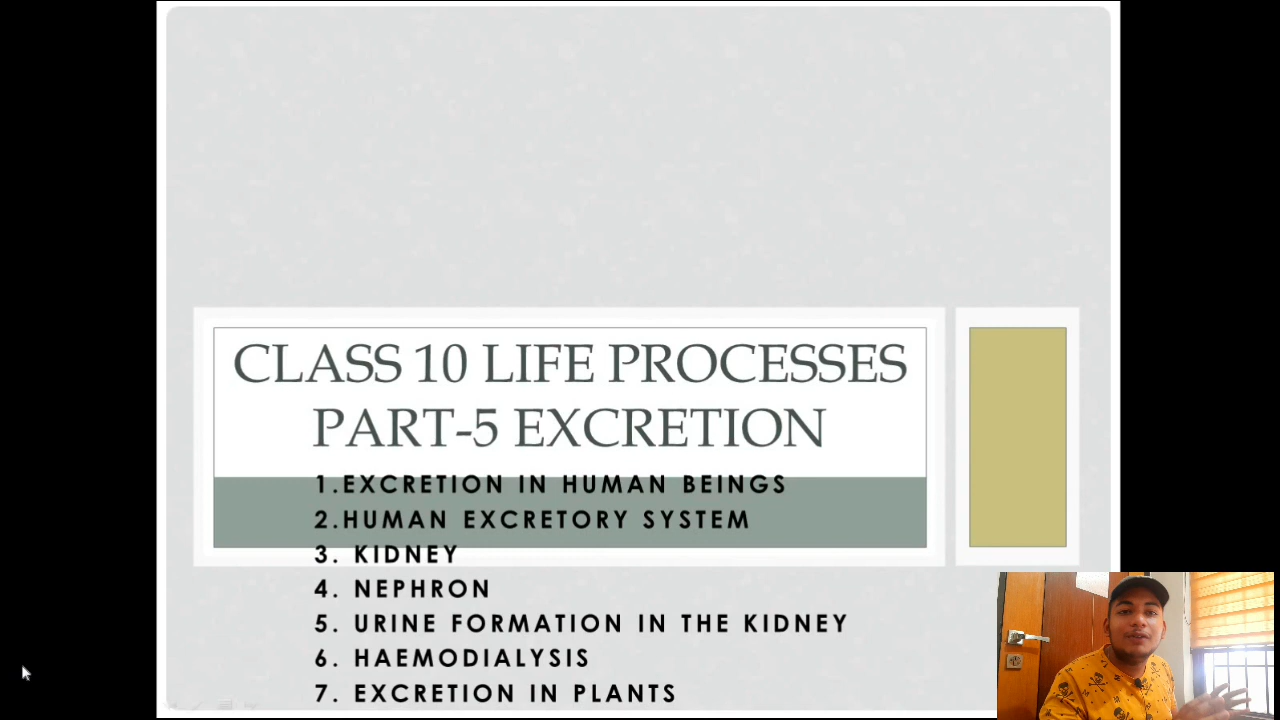 CLASS 10 LIFE PROCESSES
PART-5 EXCRETION
1.EXCRETION IN HUMAN BEINGS
2.HUMAN EXCRETORY SYSTEM
3. KIDNEY
4. NEPHRON
5. URINE FORMATION IN THE KIDNEY
6. HAEMODIALYSIS
7. EXCRETION IN PLANTS